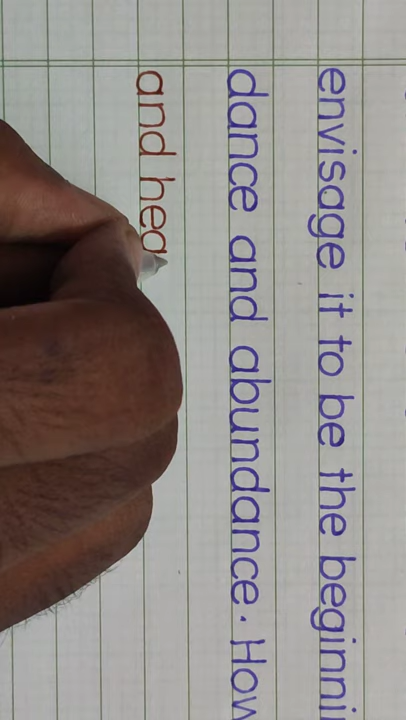 envisage it to be the beginni
dance and abundance. How
and hea